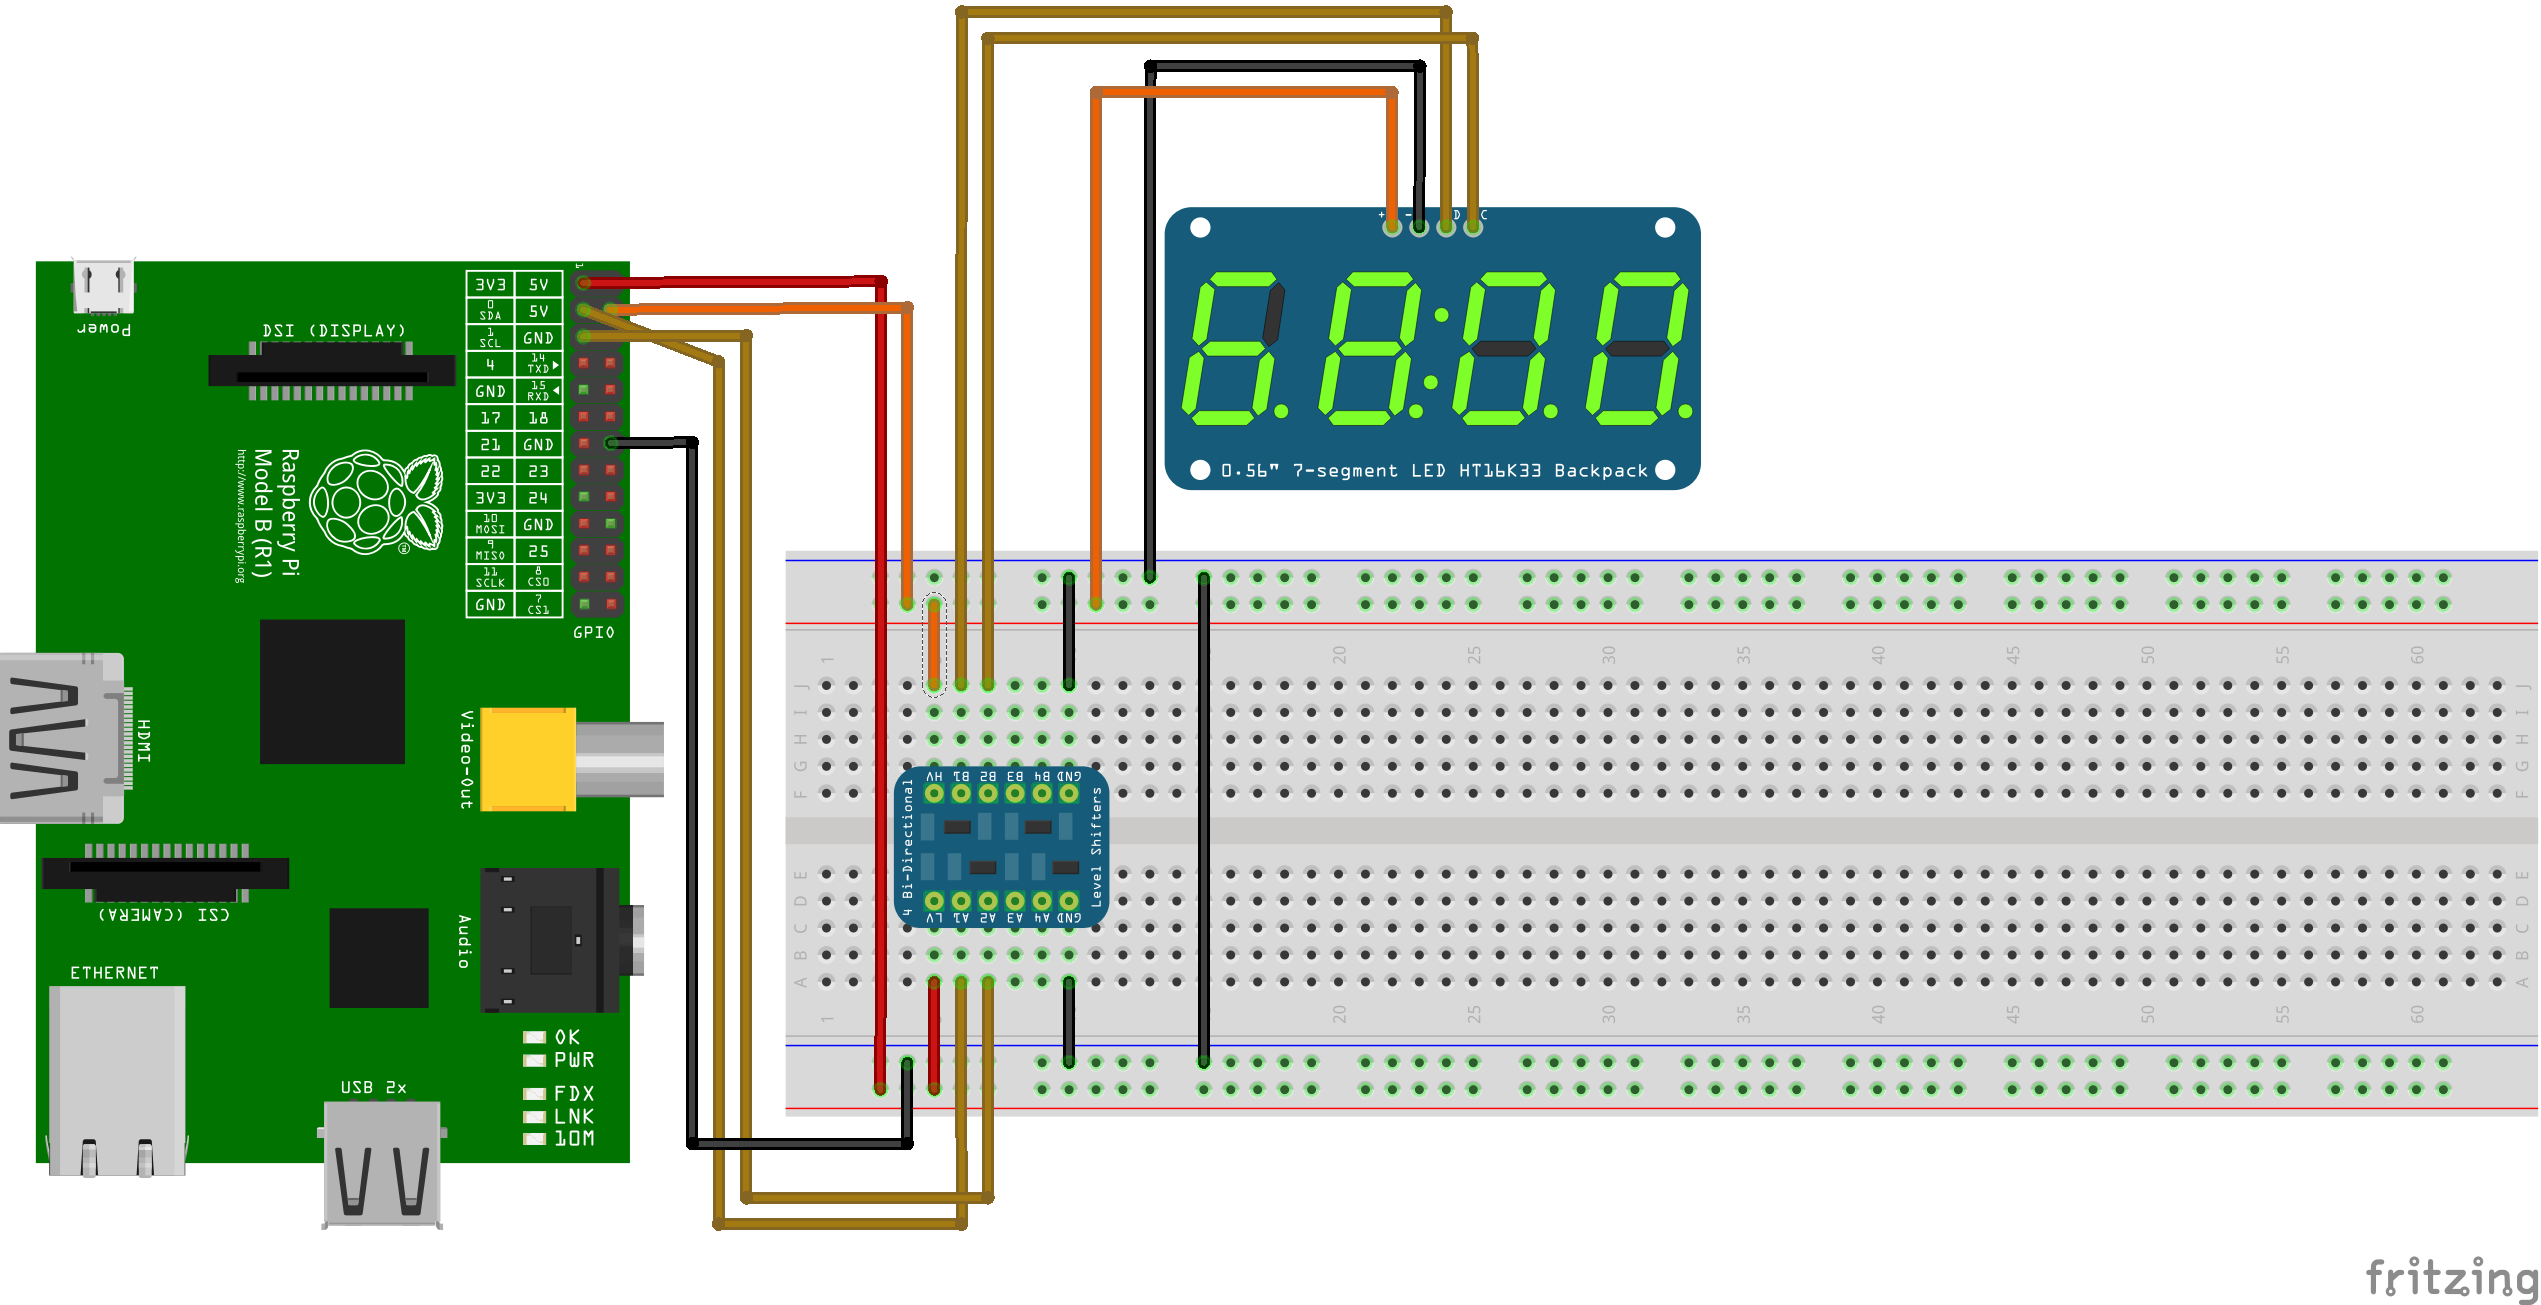 Power
DSI (DISPLAY)
1
3V3 5V
0 SDA 5V
1 SCL GND
4 14 TXD
GND 15 RXD
17 18
21 GND
22 23
3V3 24
10 MOSI GND
9 MISO 25
11 SCLK 8 CS0
GND 7 CS1
GPIO
Raspberry Pi
Model B (R1)
http://www.raspberrypi.org
TM
HDMI
Video-Out
CSI (CAMERA)
Audio
ETHERNET
USB 2x
OK
PWR
FDX
LNK
10M
+ - D C
0.56" 7-segment LED HT16K33 Backpack
1 20 25 30 35 40 45 50 55 60
J J
I I
H H
G G
F F
HV B1 B2 B3 B4 GND
4 Bi-Directional
Level Shifters
LV A1 A2 A3 A4 GND
E E
D D
C C
B B
A A
1 20 25 30 35 40 45 50 55 60
fritzing